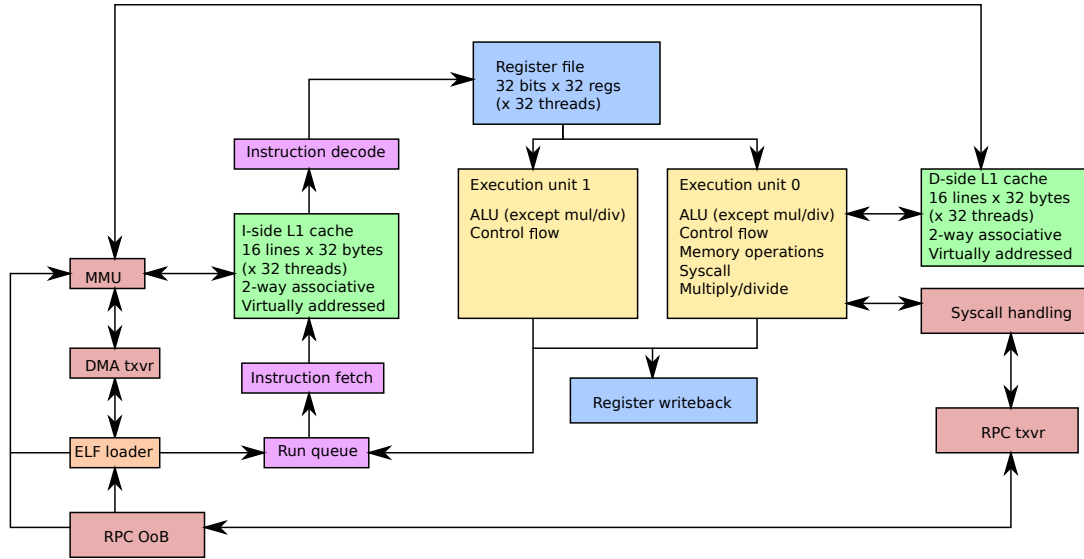 Register file
32 bits x 32 regs
(x 32 threads)
Instruction decode
Execution unit 1
ALU (except mul/div)
Control flow
Execution unit 0
ALU (except mul/div)
Control flow
Memory operations
Syscall
Multiply/divide
D-side L1 cache
16 lines x 32 bytes
(x 32 threads)
2-way associative
Virtually addressed
I-side L1 cache
16 lines x 32 bytes
(x 32 threads)
2-way associative
Virtually addressed
MMU
Syscall handling
DMA txvr
Instruction fetch
Register writeback
RPC txvr
ELF loader
Run queue
RPC OoB